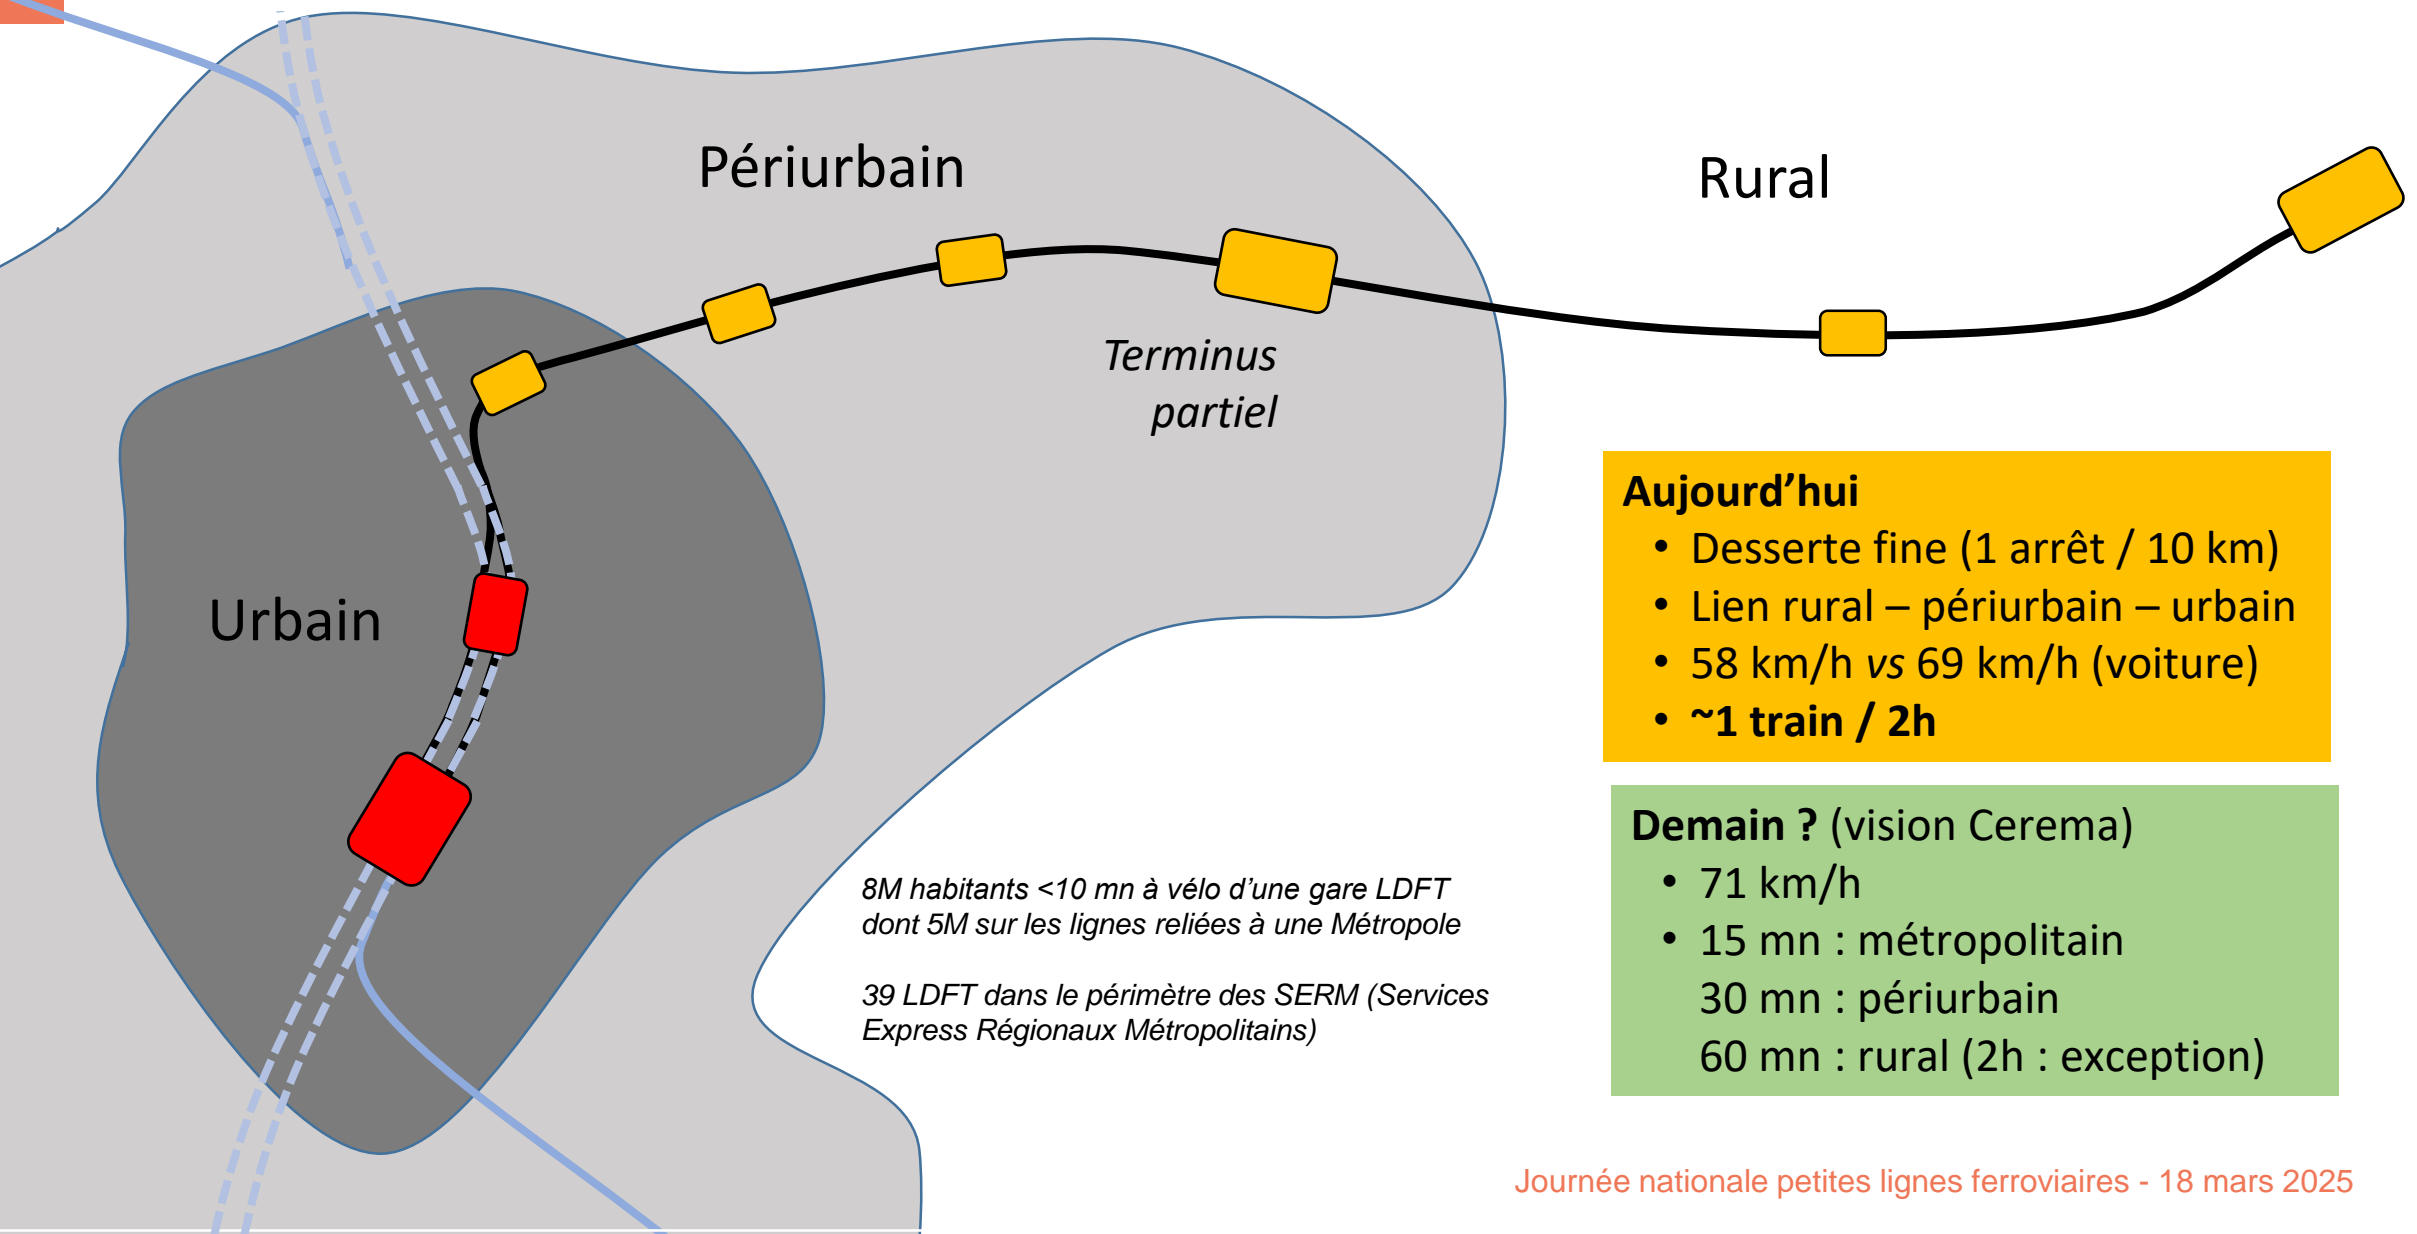 Périurbain
Rural
Terminus
partiel
Urbain
Aujourd’hui
• Desserte fine (1 arrêt / 10 km)
• Lien rural – périurbain – urbain
• 58 km/h vs 69 km/h (voiture)
• ~1 train / 2h
Demain ? (vision Cerema)
• 71 km/h
• 15 mn : métropolitain
30 mn : périurbain
60 mn : rural (2h : exception)
8M habitants <10 mn à vélo d’une gare LDFT
dont 5M sur les lignes reliées à une Métropole
39 LDFT dans le périmètre des SERM (Services
Express Régionaux Métropolitains)
Journée nationale petites lignes ferroviaires - 18 mars 2025